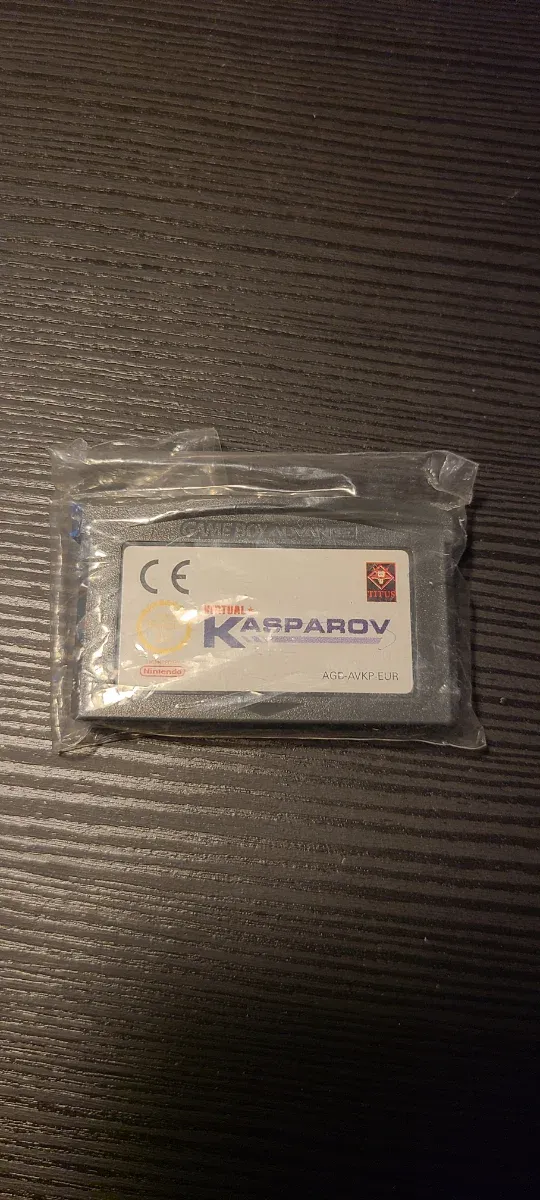 GAME BOY ADVANCE
CE
TITUS
VIRTUAL
KASPAROV
Nintendo
AGB-AVKP-EUR